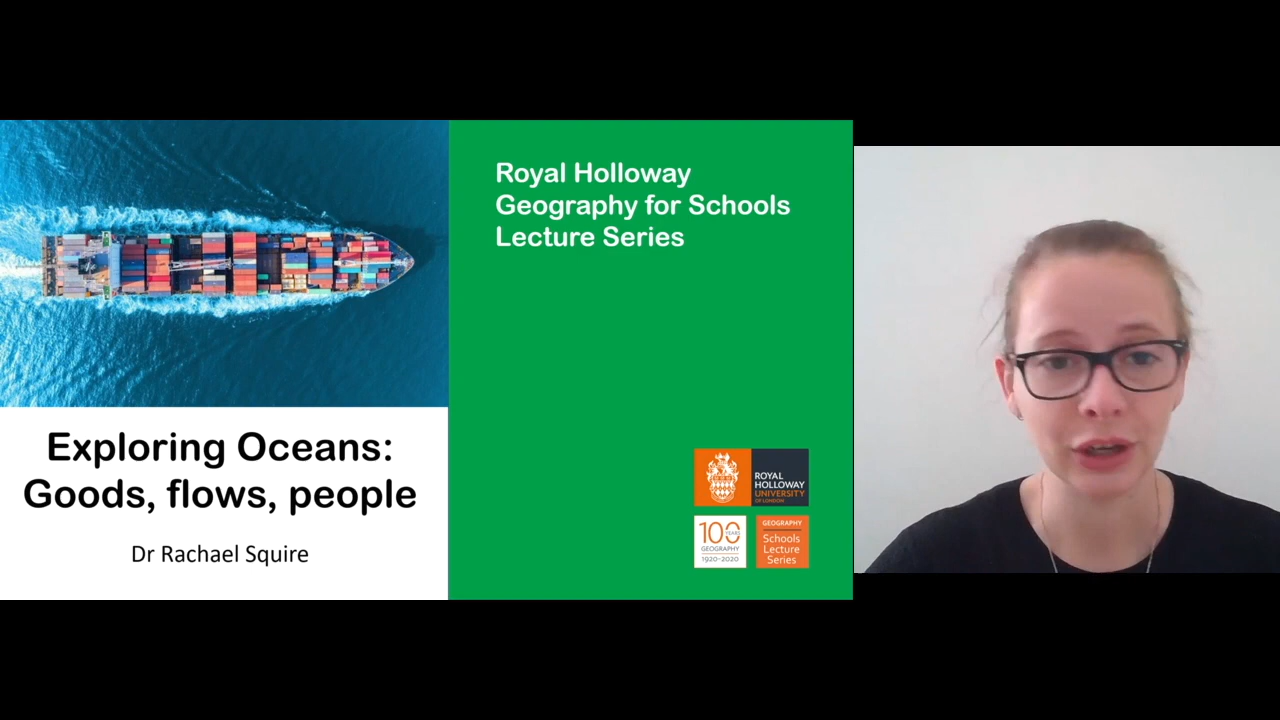 Royal Holloway
Geography for Schools
Lecture Series
Exploring Oceans:
Goods, flows, people
Dr Rachael Squire
ROYAL
HOLLOWAY
UNIVERSITY
OF LONDON
100 YEARS
GEOGRAPHY
1920-2020
GEOGRAPHY
Schools
Lecture
Series